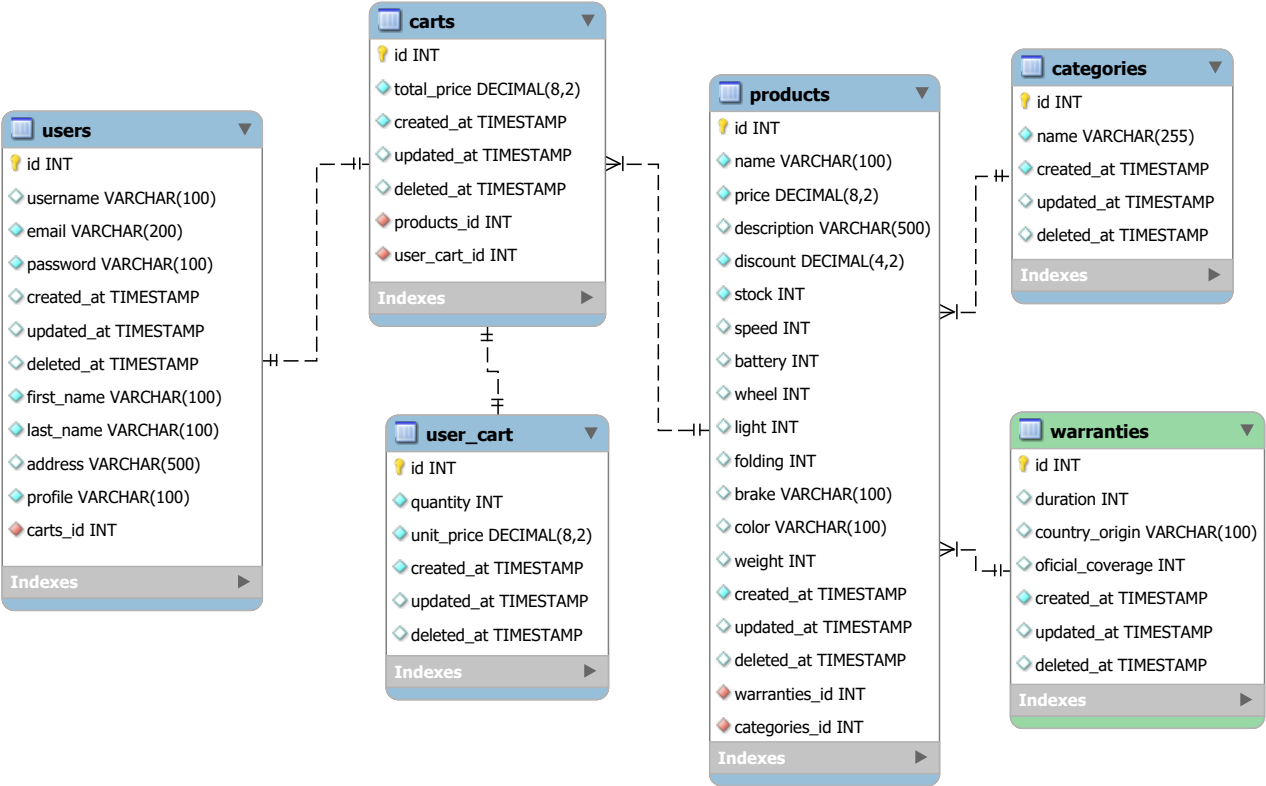 users
id INT
username VARCHAR(100)
email VARCHAR(200)
password VARCHAR(100)
created_at TIMESTAMP
updated_at TIMESTAMP
deleted_at TIMESTAMP
first_name VARCHAR(100)
last_name VARCHAR(100)
address VARCHAR(500)
profile VARCHAR(100)
carts_id INT
Indexes
carts
id INT
total_price DECIMAL(8,2)
created_at TIMESTAMP
updated_at TIMESTAMP
deleted_at TIMESTAMP
products_id INT
user_cart_id INT
Indexes
user_cart
id INT
quantity INT
unit_price DECIMAL(8,2)
created_at TIMESTAMP
updated_at TIMESTAMP
deleted_at TIMESTAMP
Indexes
products
id INT
name VARCHAR(100)
price DECIMAL(8,2)
description VARCHAR(500)
discount DECIMAL(4,2)
stock INT
speed INT
battery INT
wheel INT
light INT
folding INT
brake VARCHAR(100)
color VARCHAR(100)
weight INT
created_at TIMESTAMP
updated_at TIMESTAMP
deleted_at TIMESTAMP
warranties_id INT
categories_id INT
Indexes
categories
id INT
name VARCHAR(255)
created_at TIMESTAMP
updated_at TIMESTAMP
deleted_at TIMESTAMP
Indexes
warranties
id INT
duration INT
country_origin VARCHAR(100)
oficial_coverage INT
created_at TIMESTAMP
updated_at TIMESTAMP
deleted_at TIMESTAMP
Indexes